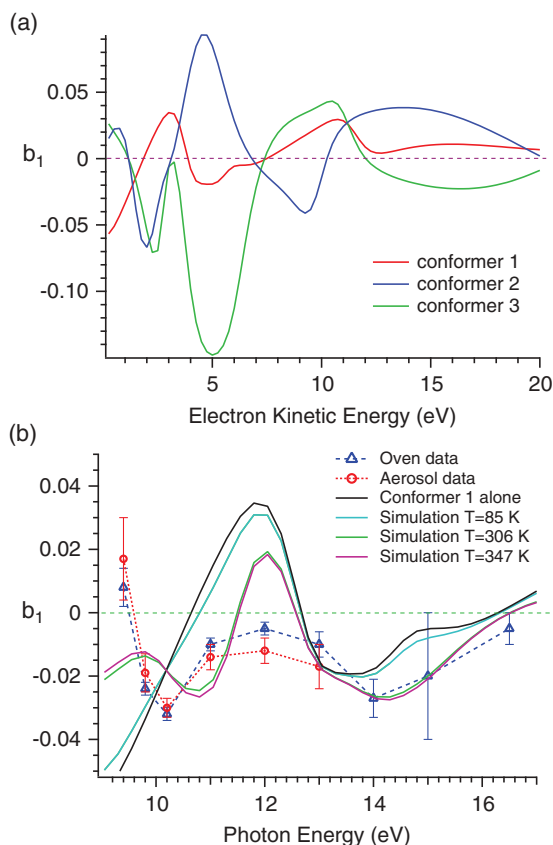 (a)
0.05
0
-0.05
-0.10
b1
5
10
15
20
Electron Kinetic Energy (eV)
conformer 1
conformer 2
conformer 3
(b)
Oven data
Aerosol data
Conformer 1 alone
Simulation T=85 K
Simulation T=306 K
Simulation T=347 K
0.04
0.02
0
-0.02
-0.04
b1
10
12
14
16
Photon Energy (eV)